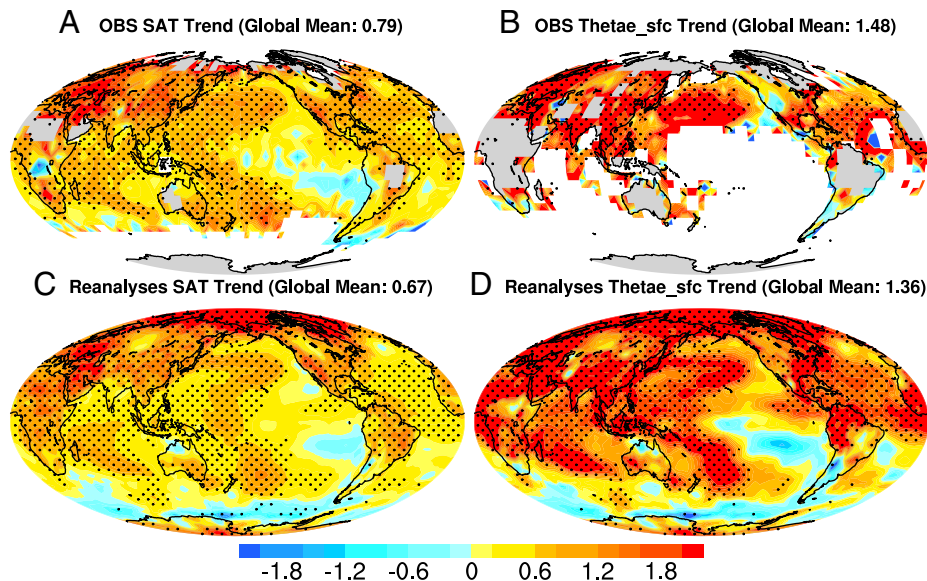 A OBS SAT Trend (Global Mean: 0.79)
B OBS Thetae_sfc Trend (Global Mean: 1.48)
C Reanalyses SAT Trend (Global Mean: 0.67)
D Reanalyses Thetae_sfc Trend (Global Mean: 1.36)
-1.8 -1.2 -0.6 0 0.6 1.2 1.8